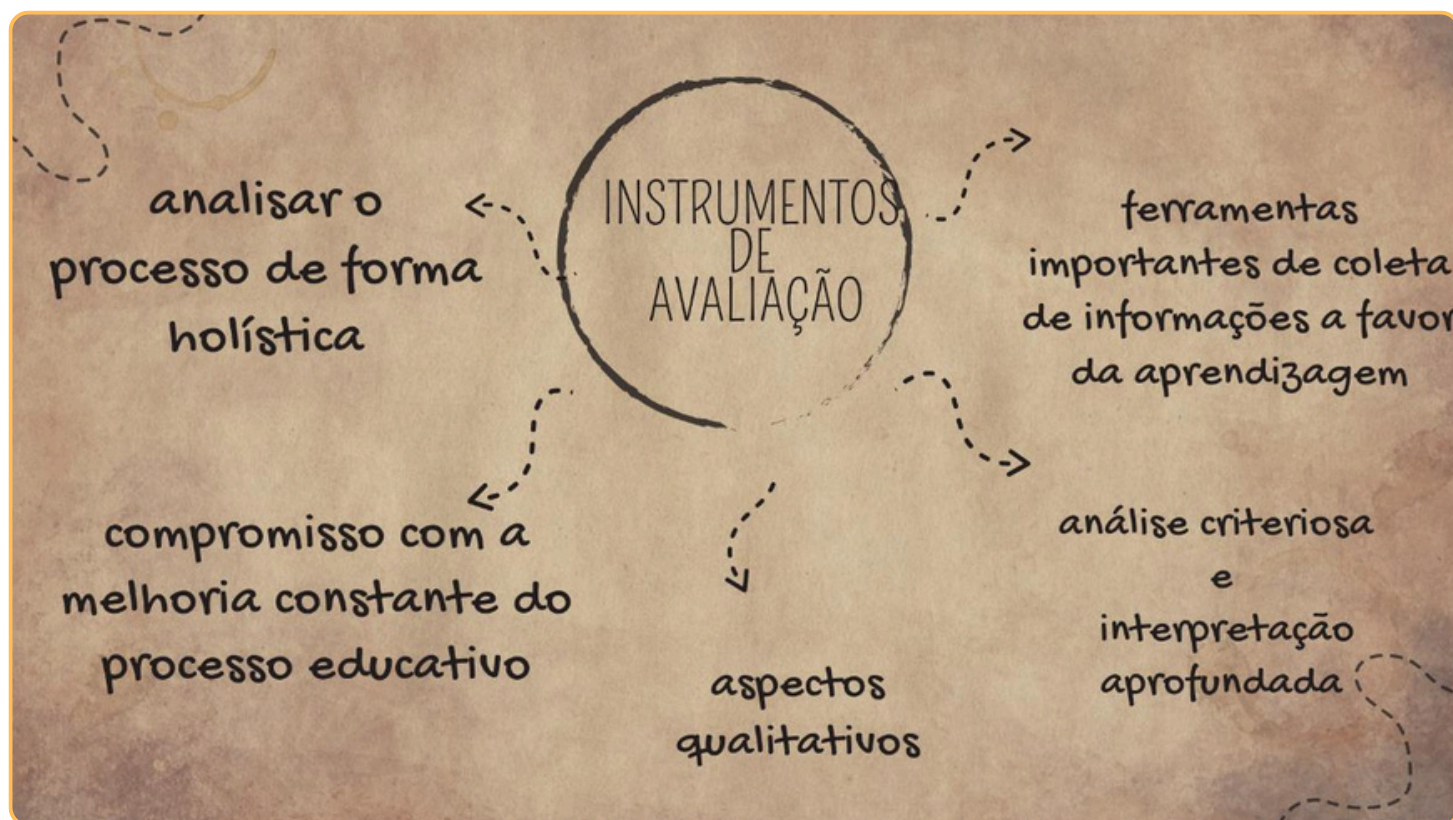 INSTRUMENTOS
DE
AVALIAÇÃO
analisar o
processo de forma
holística
ferramentas
importantes de coleta
de informações a favor
da aprendizagem
compromisso com a
melhoria constante do
processo educativo
aspectos
qualitativos
análise criteriosa
e
interpretação
aprofundada